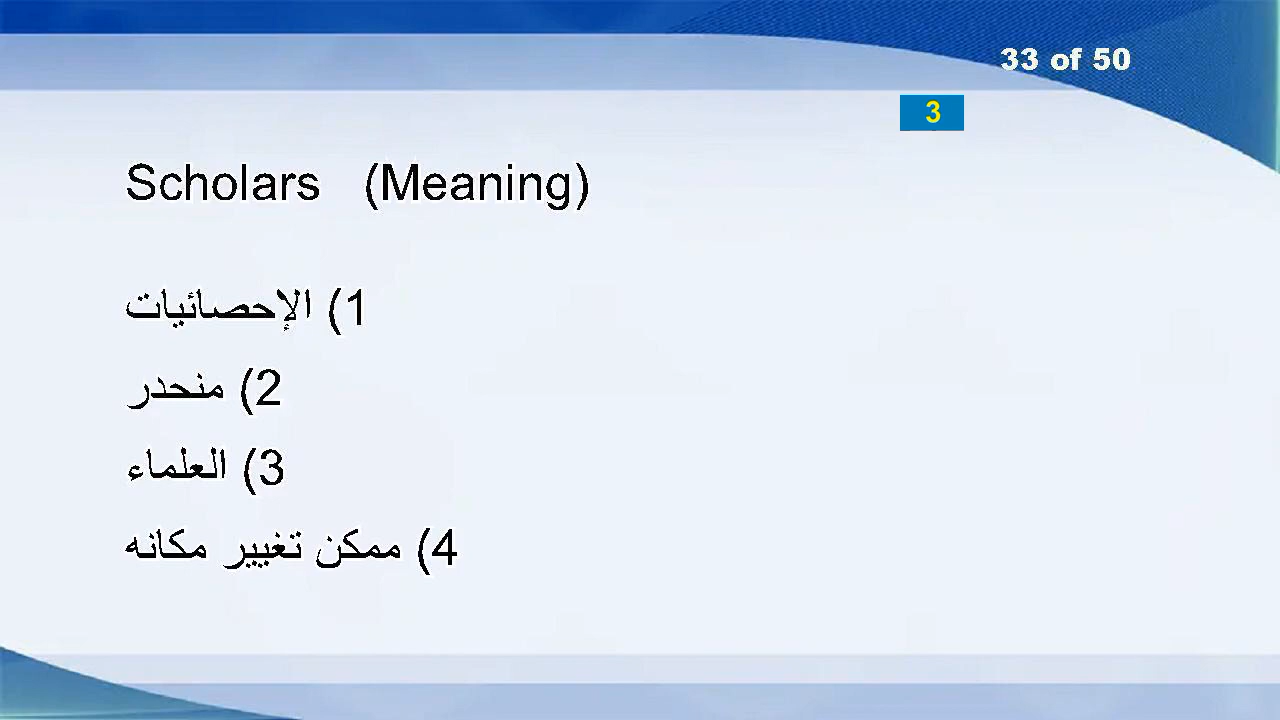 33 of 50
3
Scholars (Meaning)
1) الإحصائيات
2) منحدر
3) العلماء
4) ممكن تغيير مكانه